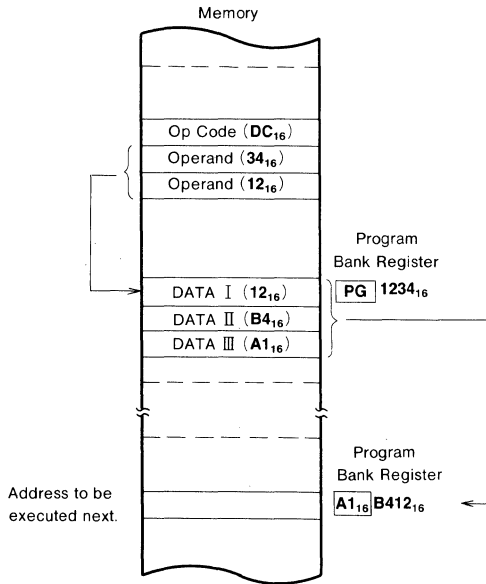 Memory
Op Code (DC₁₆)
Operand (34₁₆)
Operand (12₁₆)
Program
Bank Register
DATA Ⅰ (12₁₆)
PG 1234₁₆
DATA Ⅱ (B4₁₆)
DATA Ⅲ (A1₁₆)
Program
Bank Register
Address to be
executed next.
A1₁₆ B412₁₆